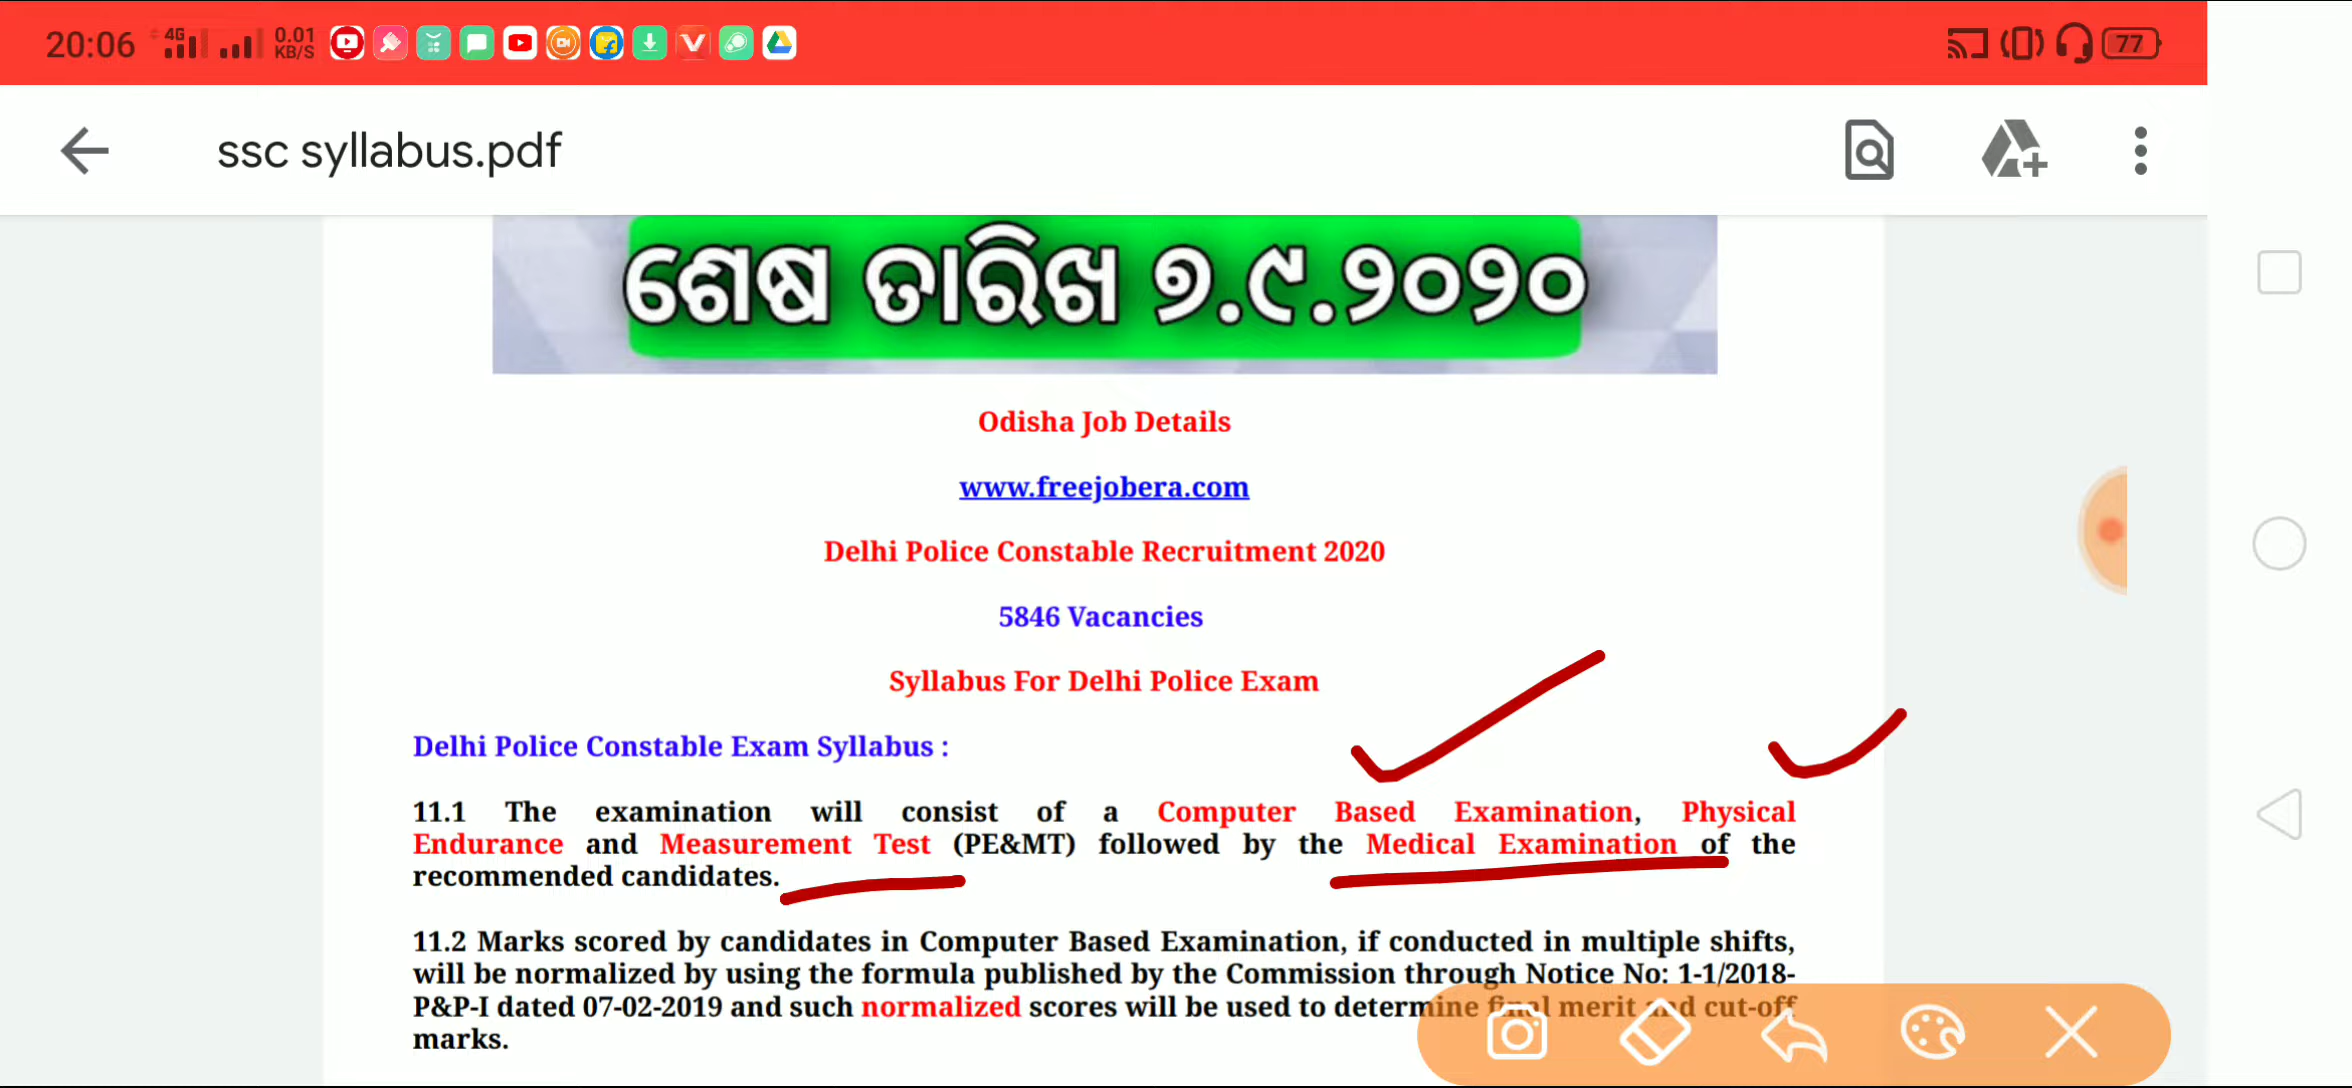 20:06 4G 0.01 KB/S 77
ssc syllabus.pdf
ଶେଷ ତାରିଖ ୭.୯.୨୦୨୦
Odisha Job Details
www.freejobera.com
Delhi Police Constable Recruitment 2020
5846 Vacancies
Syllabus For Delhi Police Exam
Delhi Police Constable Exam Syllabus :
11.1 The examination will consist of a Computer Based Examination, Physical
Endurance and Measurement Test (PE&MT) followed by the Medical Examination of the
recommended candidates.
11.2 Marks scored by candidates in Computer Based Examination, if conducted in multiple shifts,
will be normalized by using the formula published by the Commission through Notice No: 1-1/2018-
P&P-I dated 07-02-2019 and such normalized scores will be used to determine final merit and cut-off
marks.